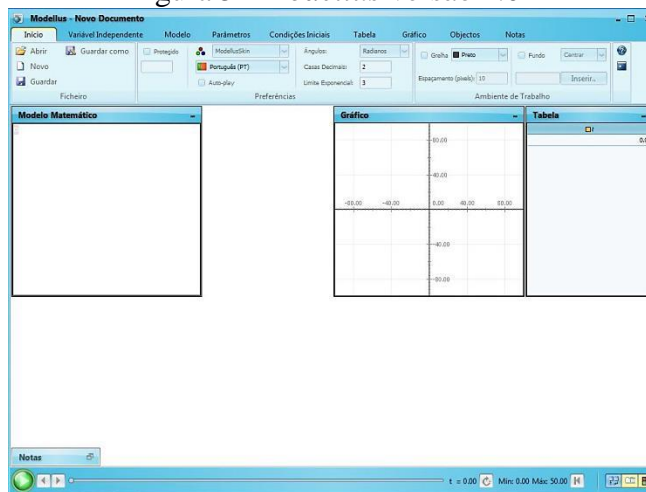 Modellus - Novo Documento
Início Variável Independente Modelo Parâmetros Condições Iniciais Tabela Gráfico Objectos Notas
Abrir Guardar como Protegido ModellusSkin Ângulos: Radianos Grelha Preto Fundo Centrar
Novo Português (PT) Casas Decimais: 2
Guardar Auto-play Limite Exponencial: 3 Espaçamento (pixels): 10 Inserir..
Ficheiro Preferências Ambiente de Trabalho
Modelo Matemático Gráfico Tabela
t
80.00
40.00
-80.00 -40.00 0.00 40.00 80.00
-40.00
-80.00
Notas
t = 0.00 Min: 0.00 Máx: 50.00